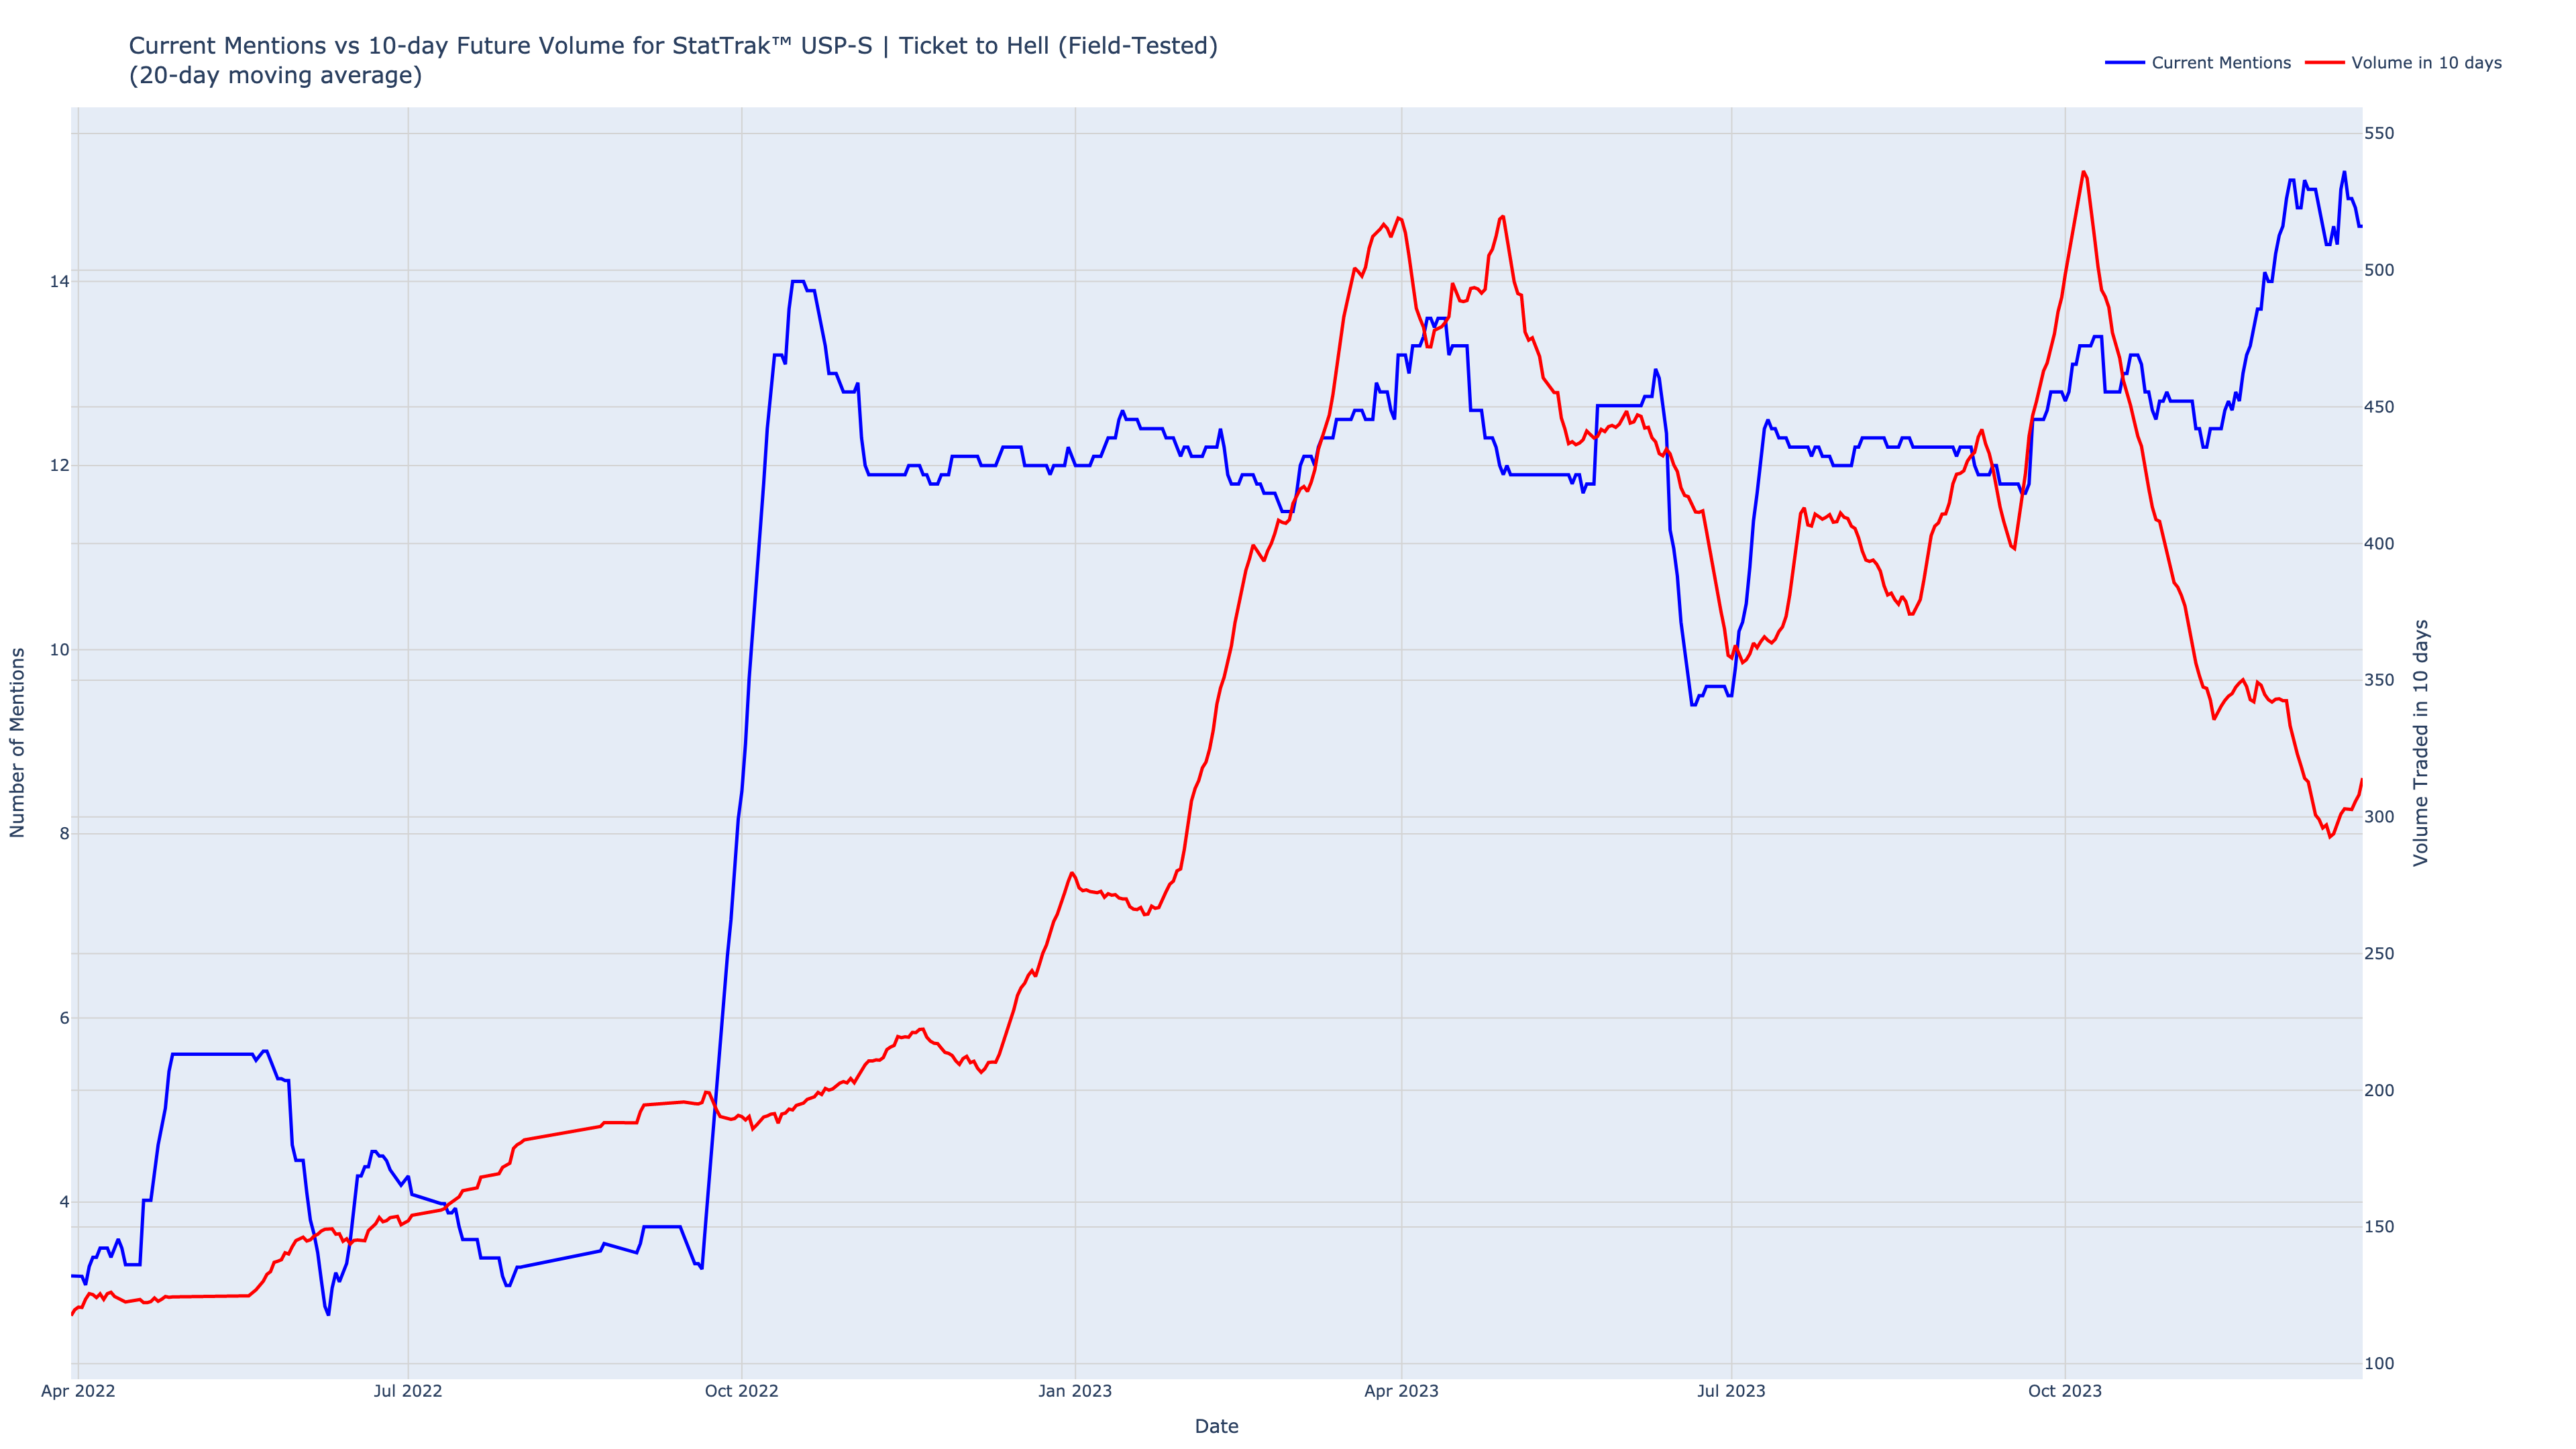 Current Mentions vs 10-day Future Volume for StatTrak™ USP-S | Ticket to Hell (Field-Tested)
(20-day moving average)
Current Mentions
Volume in 10 days
Number of Mentions
14
12
10
8
6
4
550
500
450
400
350
300
250
200
150
100
Volume Traded in 10 days
Apr 2022
Jul 2022
Oct 2022
Jan 2023
Apr 2023
Jul 2023
Oct 2023
Date